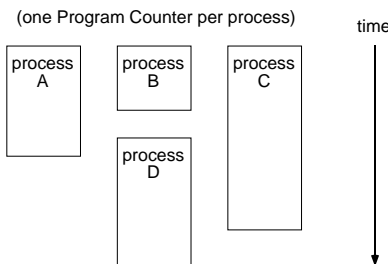 (one Program Counter per process)
time
process
A
process
B
process
C
process
D